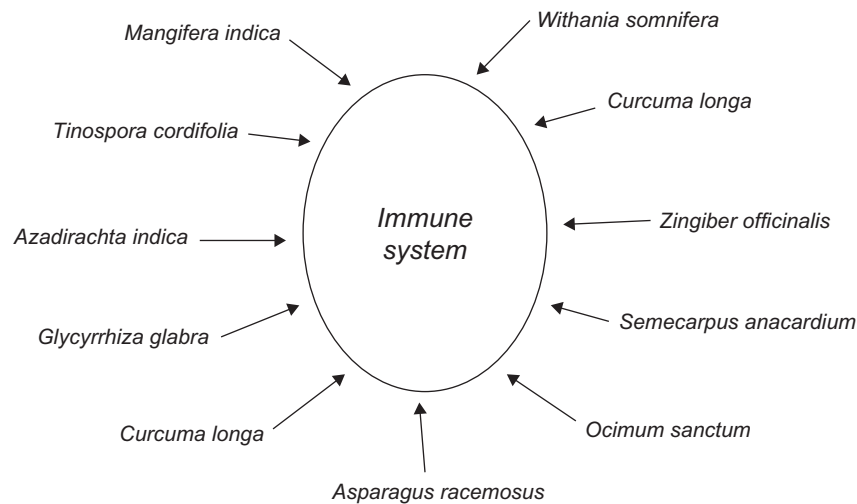 Withania somnifera
Mangifera indica
Curcuma longa
Tinospora cordifolia
Immune
system
Zingiber officinalis
Azadirachta indica
Semecarpus anacardium
Glycyrrhiza glabra
Ocimum sanctum
Curcuma longa
Asparagus racemosus